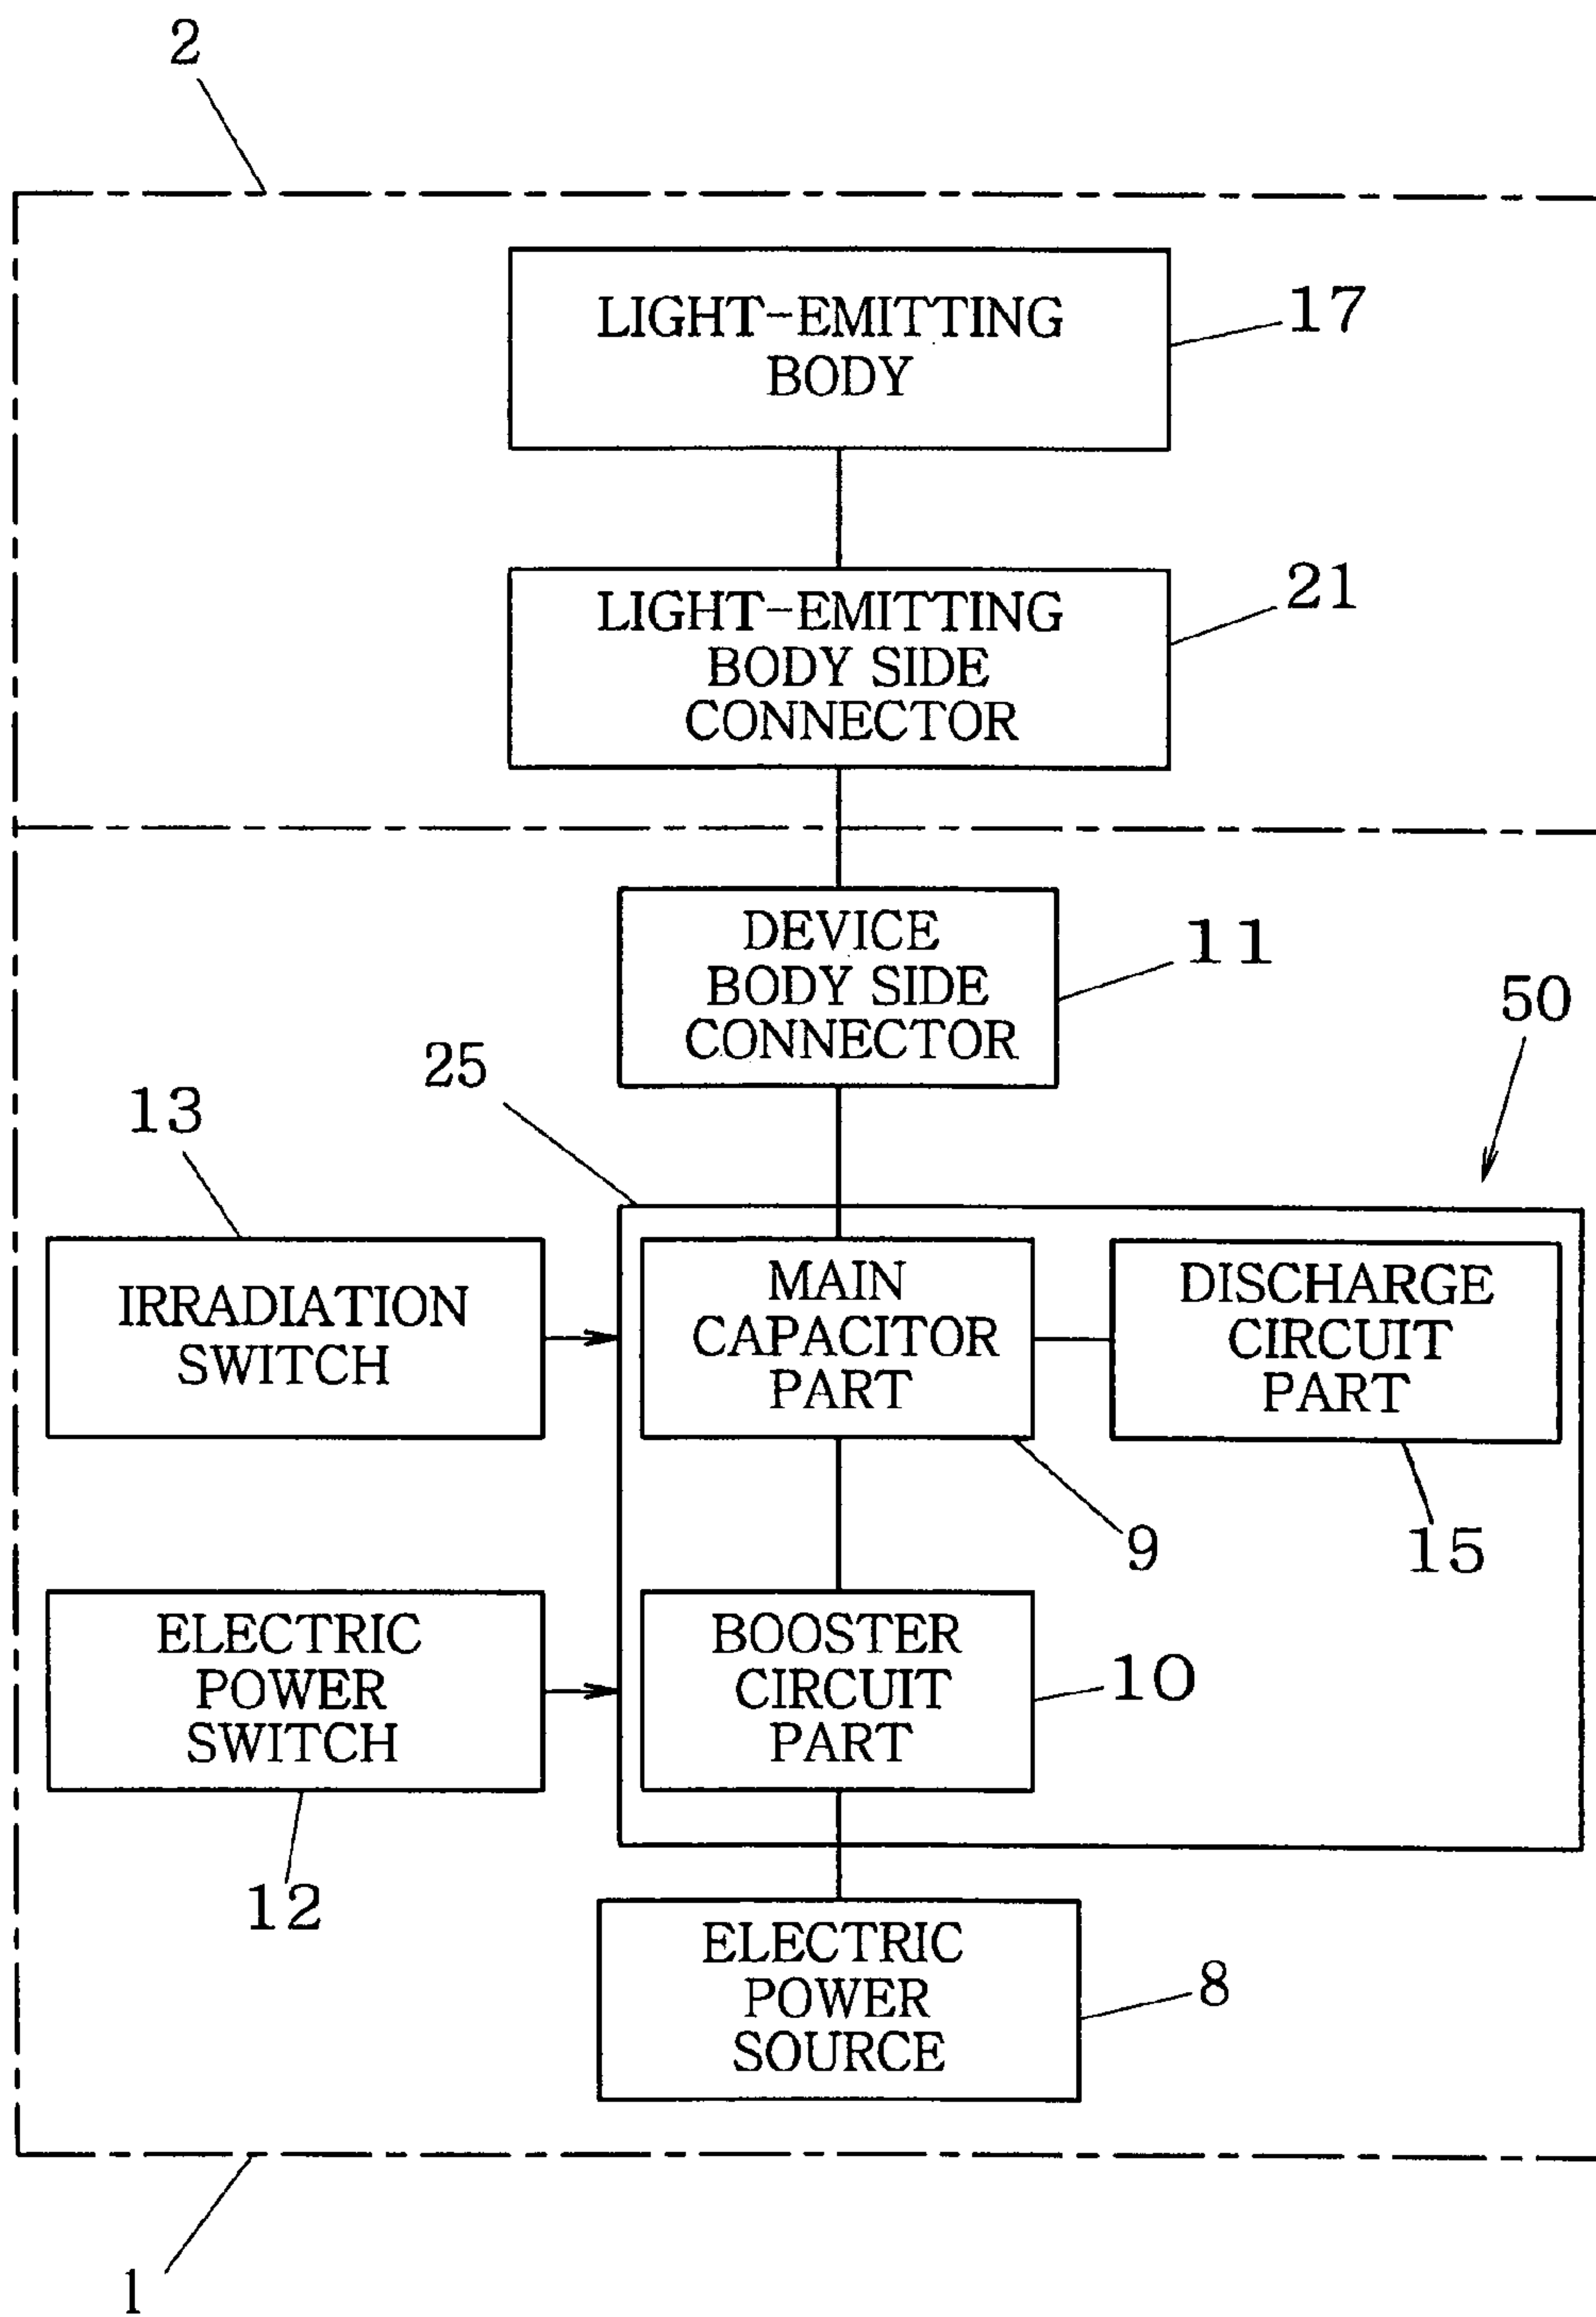 2
LIGHT-EMITTING
BODY
17
LIGHT-EMITTING
BODY SIDE
CONNECTOR
21
DEVICE
BODY SIDE
CONNECTOR
11
50
25
13
IRRADIATION
SWITCH
MAIN
CAPACITOR
PART
DISCHARGE
CIRCUIT
PART
9
15
ELECTRIC
POWER
SWITCH
BOOSTER
CIRCUIT
PART
10
12
ELECTRIC
POWER
SOURCE
8
1